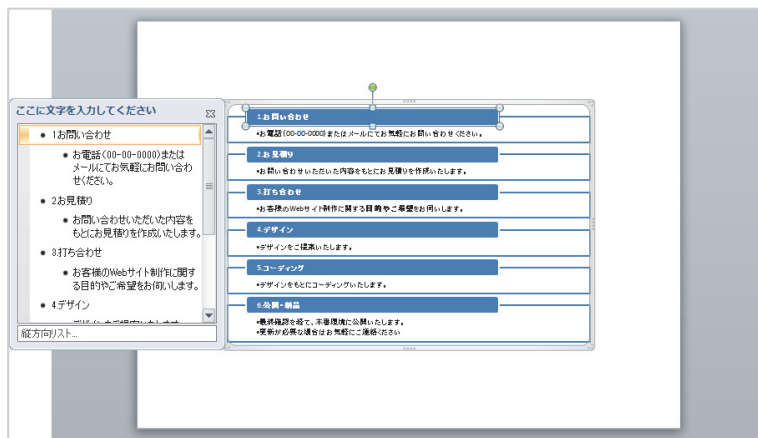 ここに文字を入力してください
• 1お問い合わせ
• お電話(00-00-0000)または
メールにてお気軽にお問い合わ
せください。
• 2お見積り
• お問い合わせいただいた内容を
もとにお見積りを作成いたします。
• 3打ち合わせ
• お客様のWebサイト制作に関す
る目的やご希望をお伺いします。
• 4デザイン
縦方向リスト...
1.お問い合わせ
•お電話(00-00-0000)またはメールにてお気軽にお問い合わせください。
2.お見積り
•お問い合わせいただいた内容をもとにお見積りを作成いたします。
3.打ち合わせ
•お客様のWebサイト制作に関する目的やご希望をお伺いします。
4.デザイン
•デザインをご提案いたします。
5.コーディング
•デザインをもとにコーディングいたします。
6.公開・納品
•最終確認を経て、本番環境に公開いたします。
•更新が必要な場合はお気軽にご連絡ください